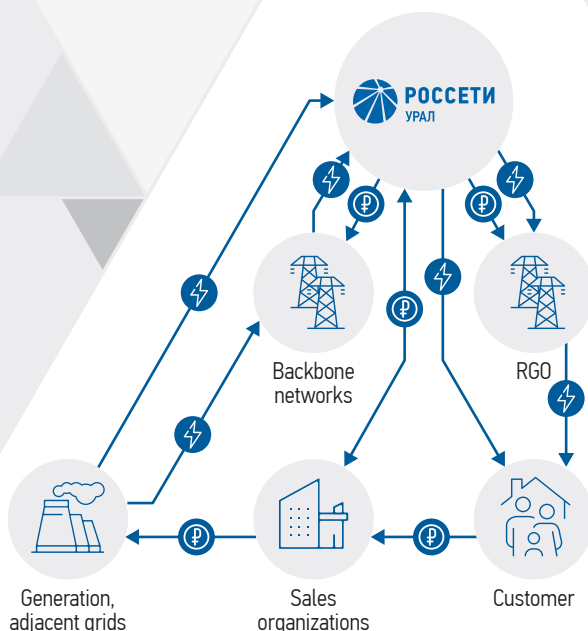 РОССЕТИ
УРАЛ
Backbone
networks
RGO
Generation,
adjacent grids
Sales
organizations
Customer